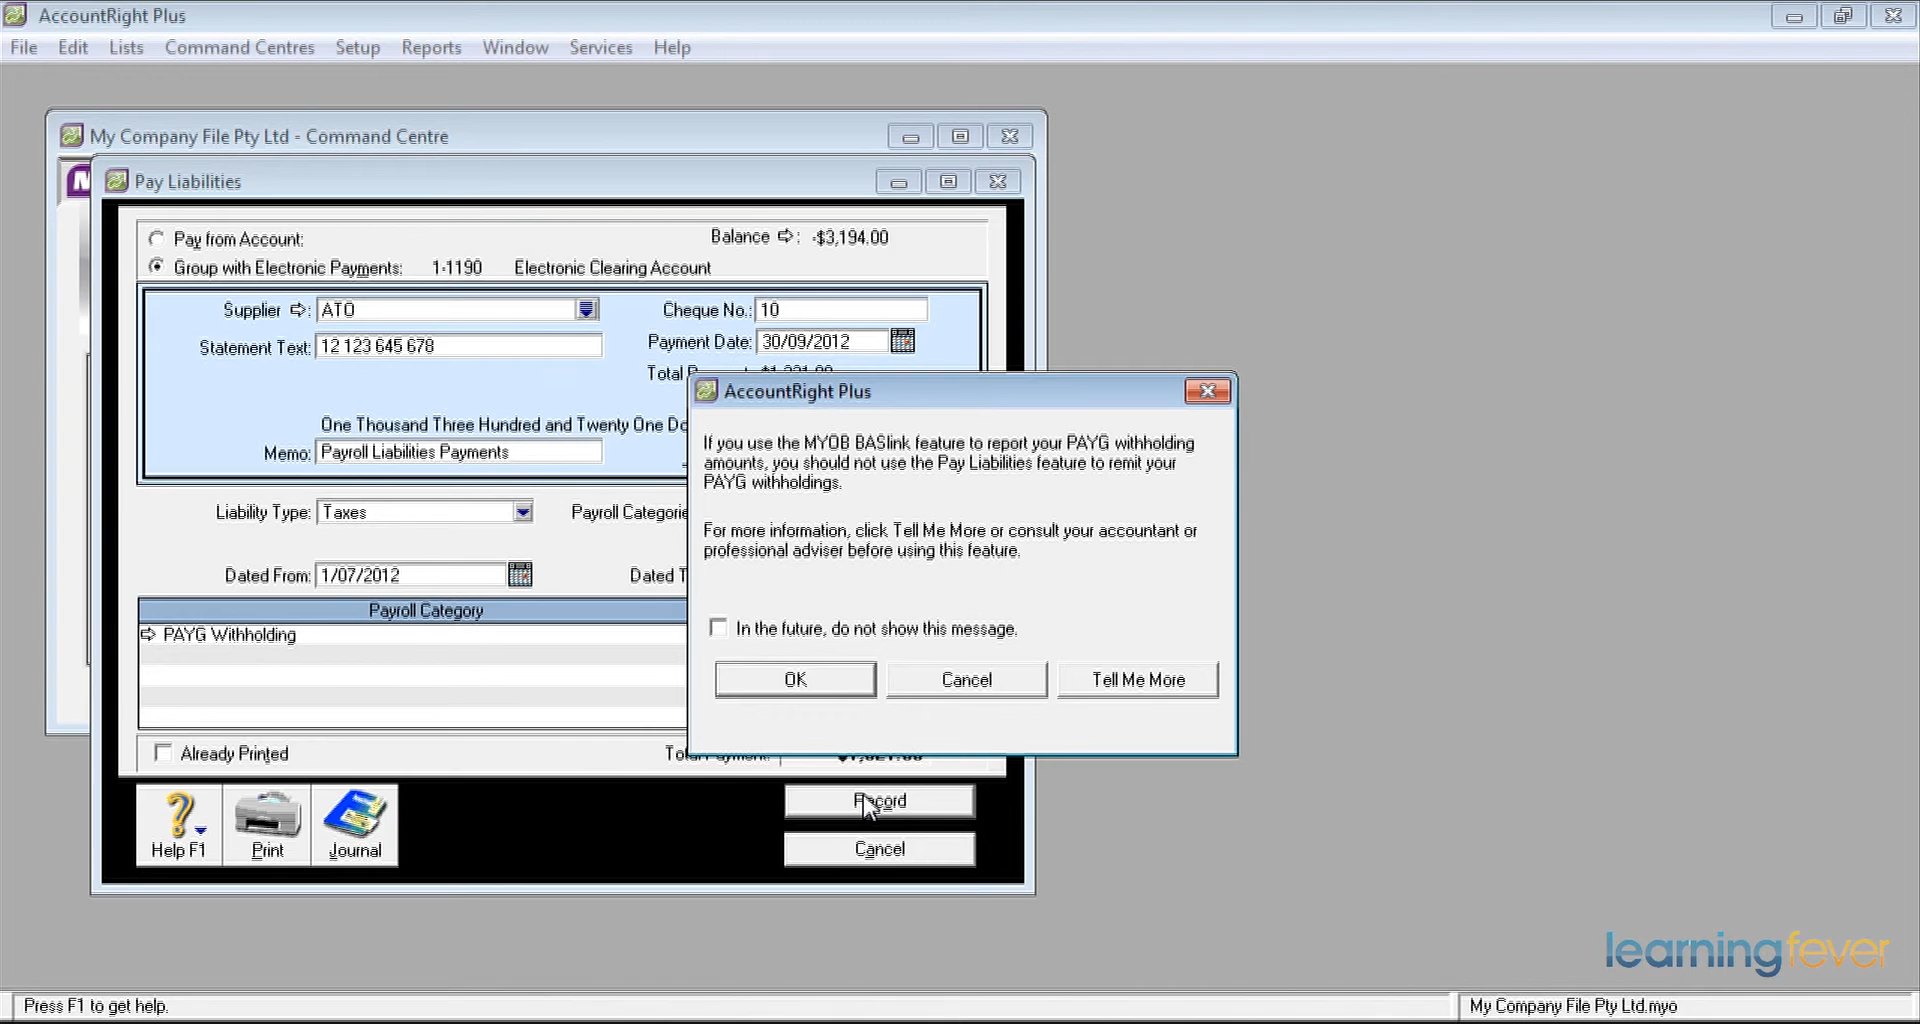 AccountRight Plus
File Edit Lists Command Centres Setup Reports Window Services Help
My Company File Pty Ltd - Command Centre
Pay Liabilities
Pay from Account:
Balance : -$3,194.00
Group with Electronic Payments: 1-1190 Electronic Clearing Account
Supplier : ATO
Cheque No.: 10
Statement Text: 12 123 645 678
Payment Date: 30/09/2012
Total
One Thousand Three Hundred and Twenty One Do
Memo: Payroll Liabilities Payments
Liability Type: Taxes
Payroll Categorie
Dated From: 1/07/2012
Dated T
Payroll Category
PAYG Withholding
Already Printed
AccountRight Plus
If you use the MYOB BASlink feature to report your PAYG withholding
amounts, you should not use the Pay Liabilities feature to remit your
PAYG withholdings.
For more information, click Tell Me More or consult your accountant or
professional adviser before using this feature.
In the future, do not show this message.
OK Cancel Tell Me More
Help F1 Print Journal
Record
Cancel
learningfever
Press F1 to get help.
My Company File Pty Ltd.myo